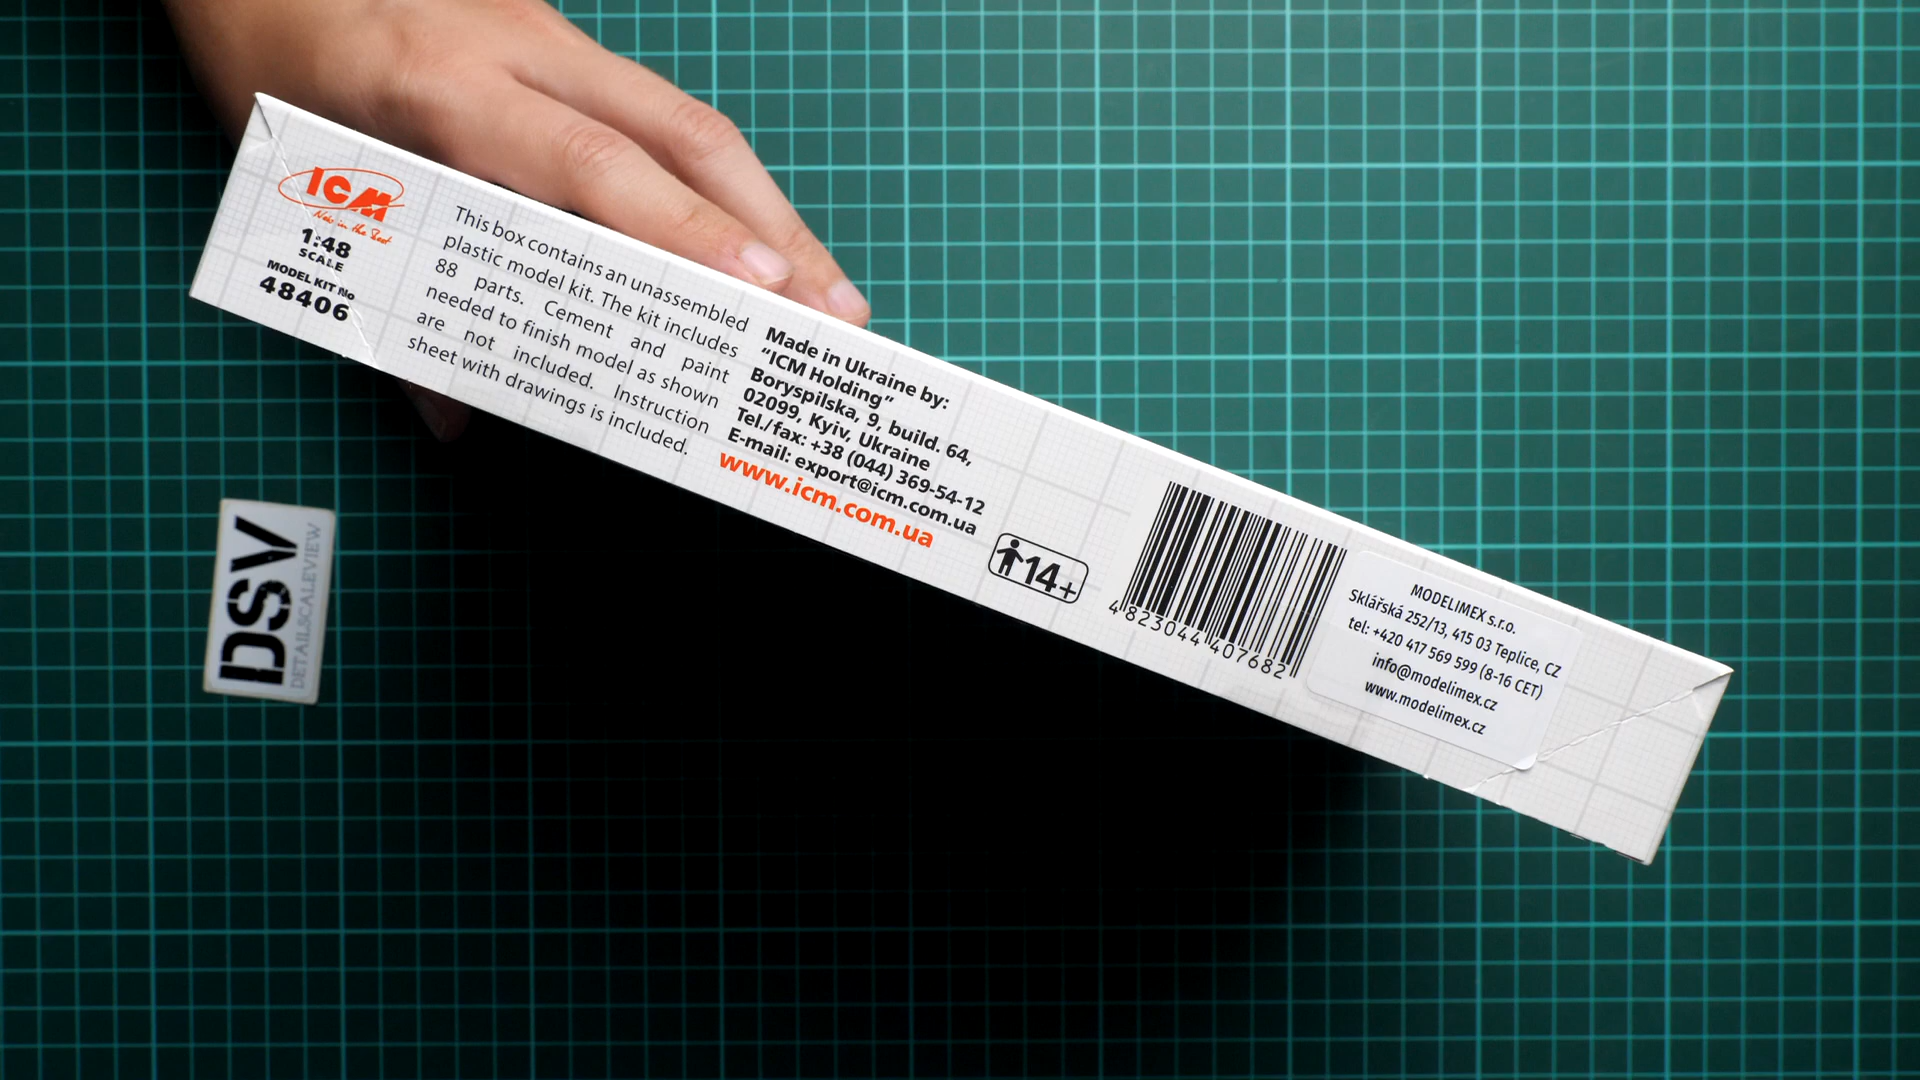 ICM
New in the Best
1:48
SCALE
MODEL KIT No
48406
This box contains an unassembled
plastic model kit. The kit includes
88 parts. Cement and paint
needed to finish model as shown
are not included. Instruction
sheet with drawings is included.
Made in Ukraine by:
“ICM Holding”
Boryspilska, 9, build. 64,
02099, Kyiv, Ukraine
Tel./fax: +38 (044) 369-54-12
E-mail: export@icm.com.ua
www.icm.com.ua
14+
4 823044 407682
MODELIMEX s.r.o.
Sklářská 252/13, 415 03 Teplice, CZ
tel: +420 417 569 599 (8-16 CET)
info@modelimex.cz
www.modelimex.cz
DSV
DETAILSCALEVIEW